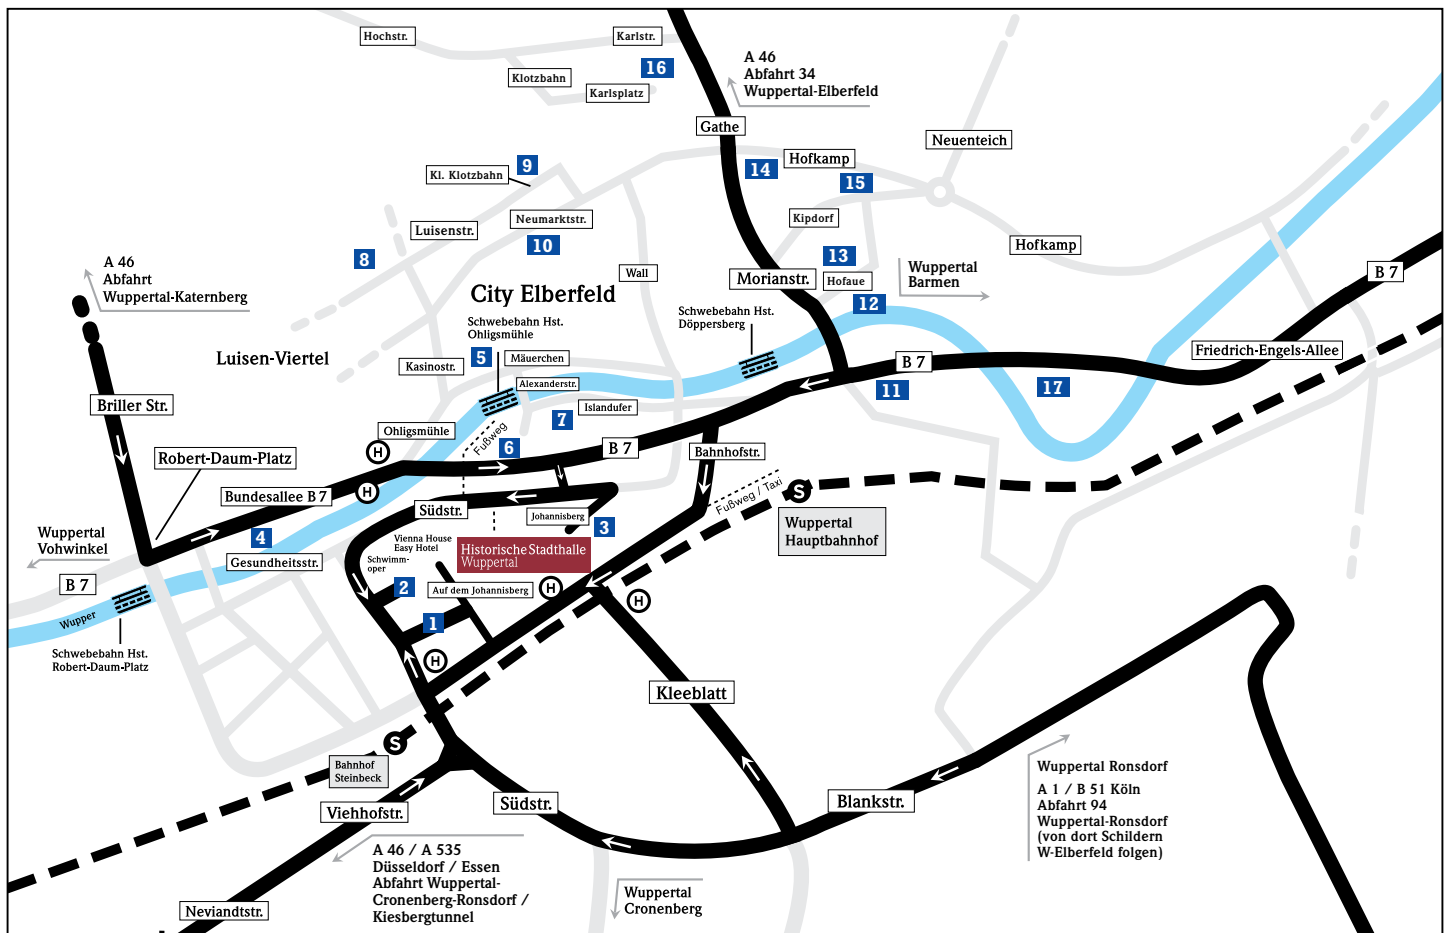 Hochstr.
Karlstr.
16
Klotzbahn
Karlsplatz
A 46
Abfahrt 34
Wuppertal-Elberfeld
Gathe
Neuenteich
9
Kl. Klotzbahn
14
Hofkamp
15
Neumarktstr.
Luisenstr.
10
Kipdorf
Hofkamp
8
13
Wall
Morianstr.
Hofaue
Wuppertal
Barmen
B 7
A 46
Abfahrt
Wuppertal-Katernberg
City Elberfeld
12
Schwebebahn Hst.
Ohligsmühle
Schwebebahn Hst.
Döppersberg
Luisen-Viertel
5
Mäuerchen
Kasinostr.
Alexanderstr.
B 7
Friedrich-Engels-Allee
11
17
Briller Str.
Islandufer
7
Ohligsmühle
Fußweg
6
B 7
Bahnhofstr.
H
Robert-Daum-Platz
Bundesallee B 7
H
Fußweg / Taxi
S
Südstr.
Johannisberg
3
Wuppertal
Hauptbahnhof
4
Wuppertal
Vohwinkel
Gesundheitsstr.
Vienna House
Easy Hotel
Schwimm-
oper
Historische Stadthalle
Wuppertal
B 7
2
Auf dem Johannisberg
H
H
Wupper
1
Schwebebahn Hst.
Robert-Daum-Platz
H
Kleeblatt
S
Bahnhof
Steinbeck
Viehhofstr.
Südstr.
Blankstr.
Wuppertal Ronsdorf
A 1 / B 51 Köln
Abfahrt 94
Wuppertal-Ronsdorf
(von dort Schildern
W-Elberfeld folgen)
A 46 / A 535
Düsseldorf / Essen
Abfahrt Wuppertal-
Cronenberg-Ronsdorf /
Kiesbergtunnel
Wuppertal
Cronenberg
Neviandtstr.